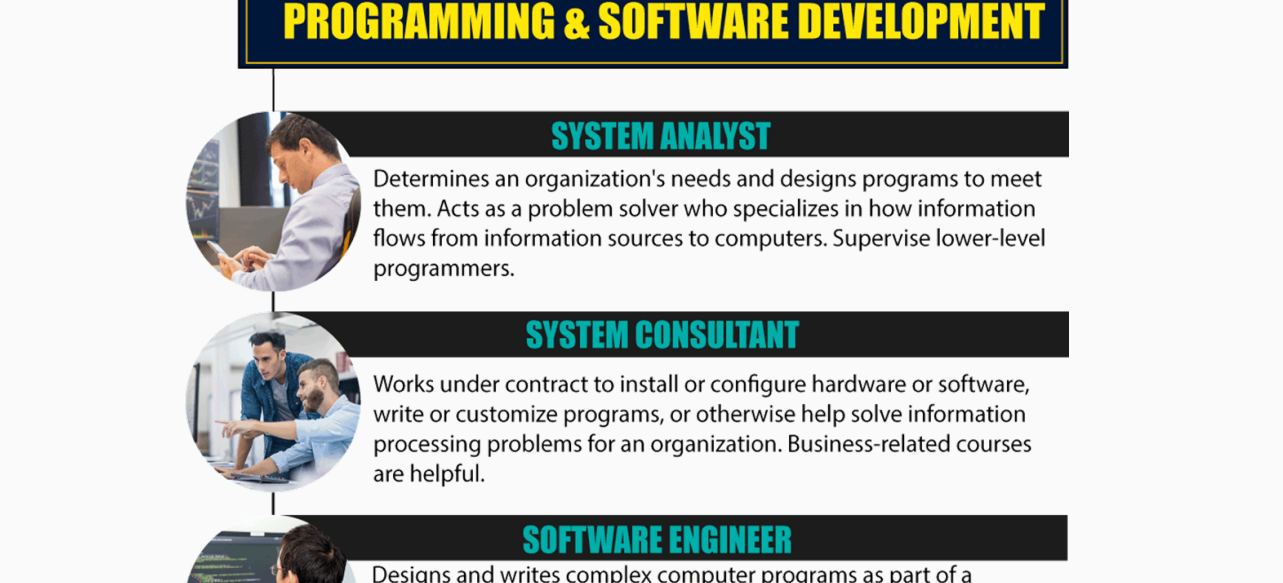 PROGRAMMING & SOFTWARE DEVELOPMENT
SYSTEM ANALYST
Determines an organization's needs and designs programs to meet
them. Acts as a problem solver who specializes in how information
flows from information sources to computers. Supervise lower-level
programmers.
SYSTEM CONSULTANT
Works under contract to install or configure hardware or software,
write or customize programs, or otherwise help solve information
processing problems for an organization. Business-related courses
are helpful.
SOFTWARE ENGINEER
Designs and writes complex computer programs as part of a